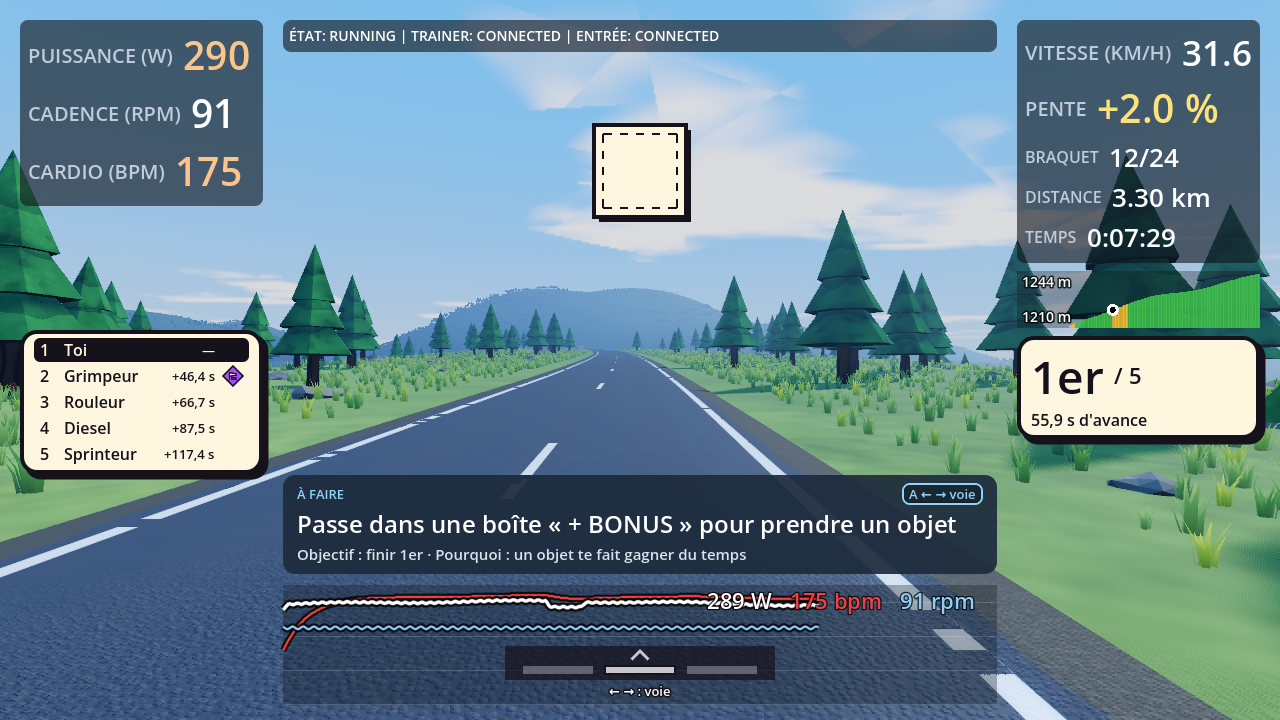 PUISSANCE (W) 290
CADENCE (RPM) 91
CARDIO (BPM) 175
ÉTAT: RUNNING | TRAINER: CONNECTED | ENTRÉE: CONNECTED
VITESSE (KM/H) 31.6
PENTE +2.0 %
BRAQUET 12/24
DISTANCE 3.30 km
TEMPS 0:07:29
1244 m
1210 m
1 Toi —
2 Grimpeur +46,4 s
3 Rouleur +66,7 s
4 Diesel +87,5 s
5 Sprinteur +117,4 s
1er / 5
55,9 s d'avance
À FAIRE
A ← → voie
Passe dans une boîte « + BONUS » pour prendre un objet
Objectif : finir 1er · Pourquoi : un objet te fait gagner du temps
289 W 175 bpm 91 rpm
← → : voie